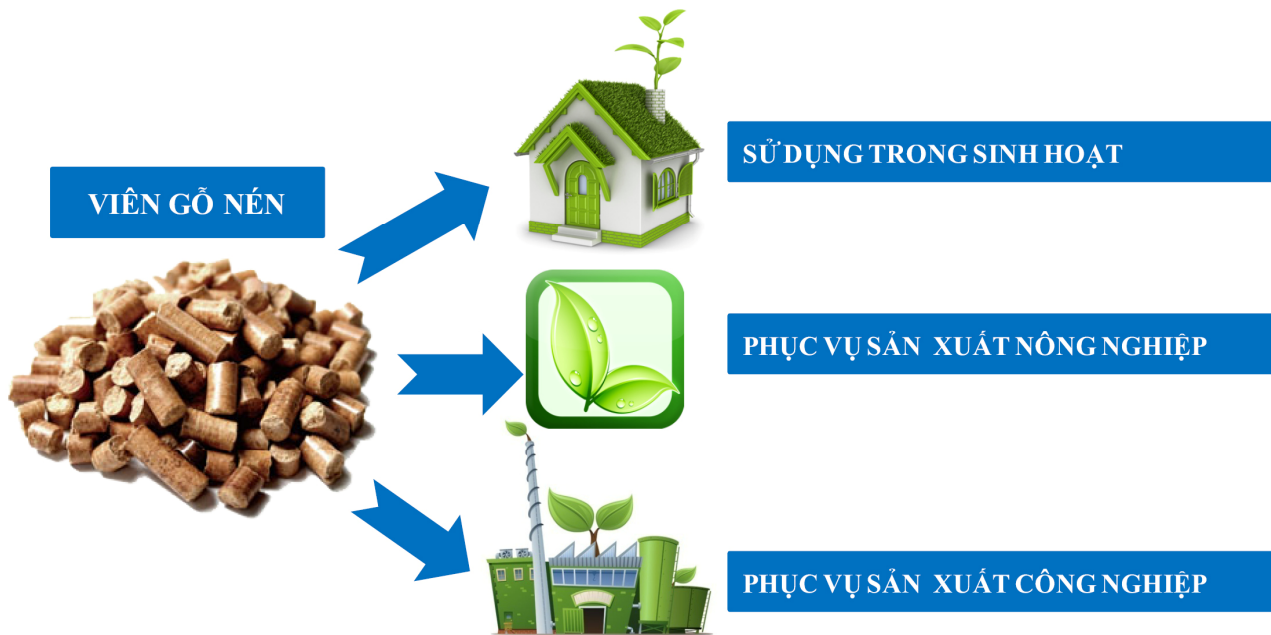 VIÊN GỖ NÉN
SỬ DỤNG TRONG SINH HOẠT
PHỤC VỤ SẢN XUẤT NÔNG NGHIỆP
PHỤC VỤ SẢN XUẤT CÔNG NGHIỆP